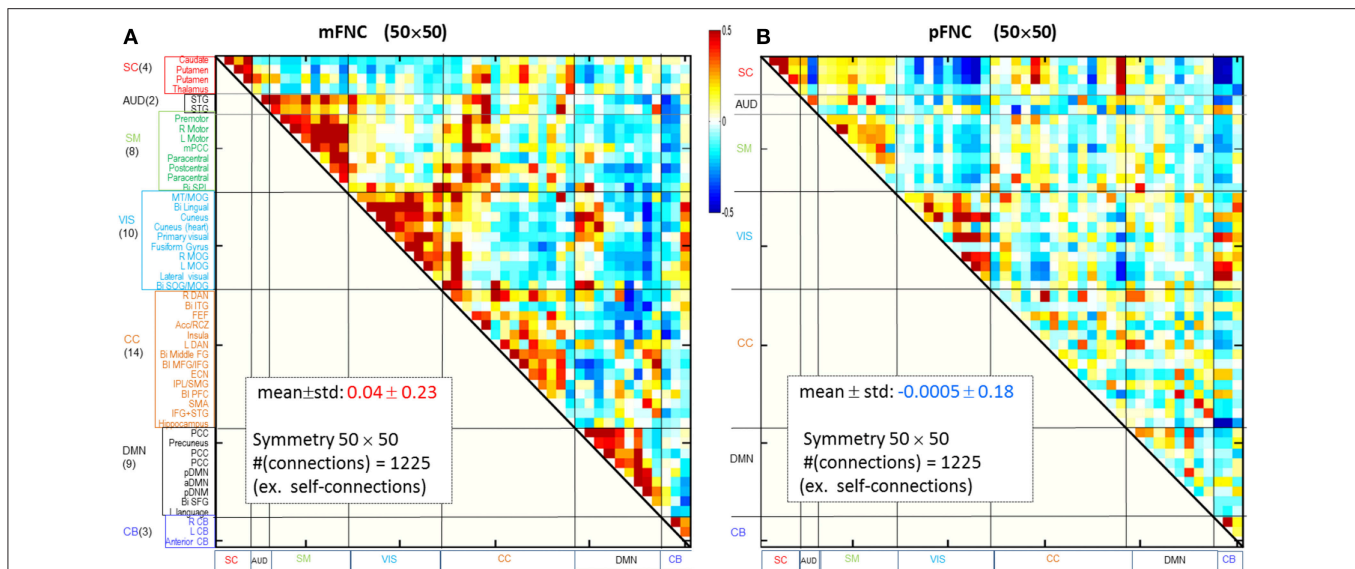 A
mFNC (50×50)
0.5
0
-0.5
B
pFNC (50×50)
SC(4)
Caudate
Putamen
Putamen
Thalamus
AUD(2)
STG
STG
SM
(8)
Premotor
R Motor
L Motor
mPCC
Paracentral
Postcentral
Paracentral
Bi SPL
VIS
(10)
MT/MOG
Bi Lingual
Cuneus
Cuneus (heart)
Primary visual
Fusiform Gyrus
R MOG
L MOG
Lateral visual
Bi SOG/MOG
CC
(14)
R DAN
Bi ITG
FEF
Acc/RCZ
Insula
L DAN
Bi Middle FG
BI MFG/IFG
ECN
IPL/SMG
BI PFC
SMA
IFG+STG
Hippocampus
DMN
(9)
PCC
Precuneus
PCC
PCC
pDMN
aDMN
pDNM
Bi SFG
L language
CB(3)
R CB
L CB
Anterior CB
mean±std: 0.04 ± 0.23
Symmetry 50 × 50
#(connections) = 1225
(ex. self-connections)
SC AUD SM VIS CC DMN CB
SC
AUD
SM
VIS
CC
DMN
CB
mean ± std: -0.0005 ± 0.18
Symmetry 50 × 50
#(connections) = 1225
(ex. self-connections)
SC AUD SM VIS CC DMN CB